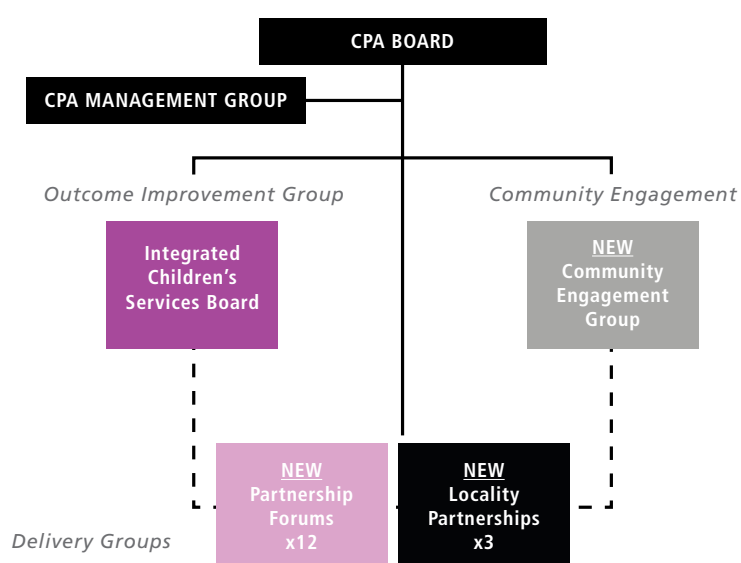 CPA BOARD
CPA MANAGEMENT GROUP
Outcome Improvement Group
Community Engagement
Integrated
Children’s
Services Board
NEW
Community
Engagement
Group
NEW
Partnership
Forums
x12
NEW
Locality
Partnerships
x3
Delivery Groups